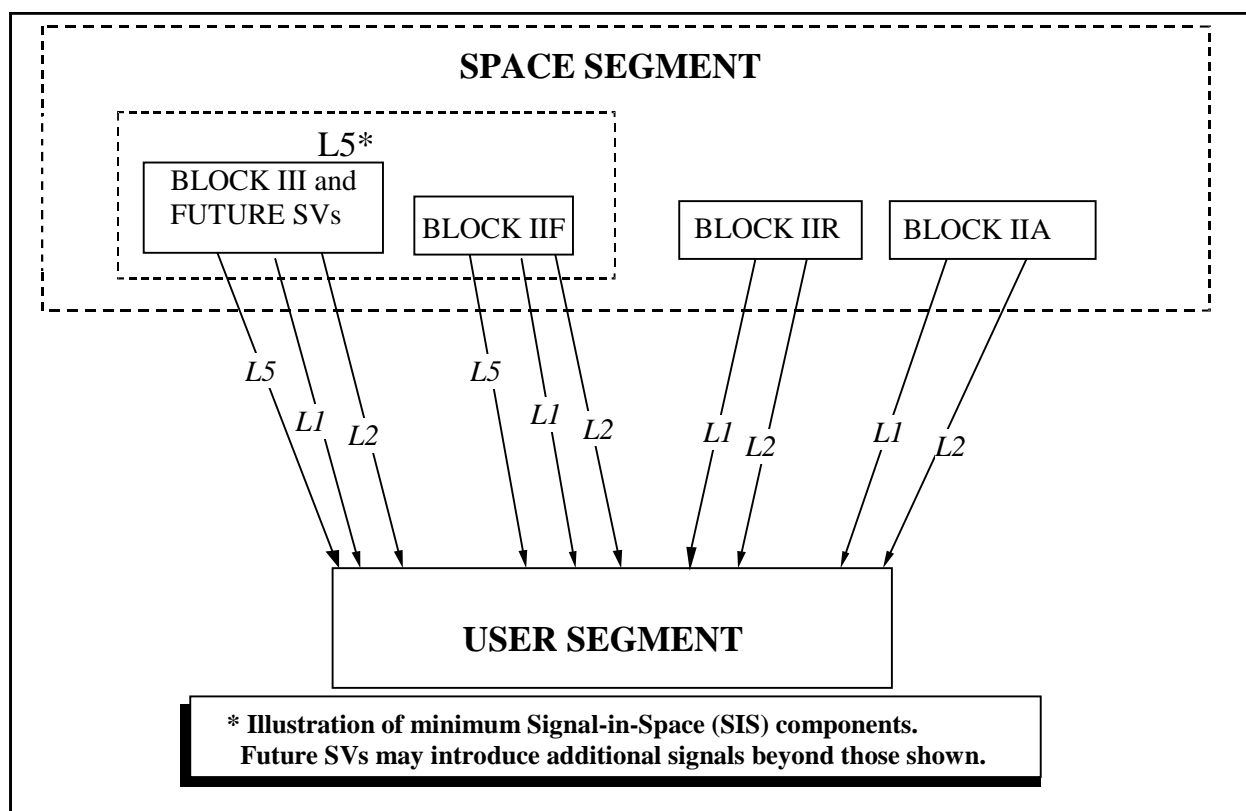 SPACE SEGMENT
L5*
BLOCK III and
FUTURE SVs
BLOCK IIF
BLOCK IIR
BLOCK IIA
L5
L1
L2
L5
L1
L2
L1
L2
L1
L2
USER SEGMENT
* Illustration of minimum Signal-in-Space (SIS) components.
Future SVs may introduce additional signals beyond those shown.